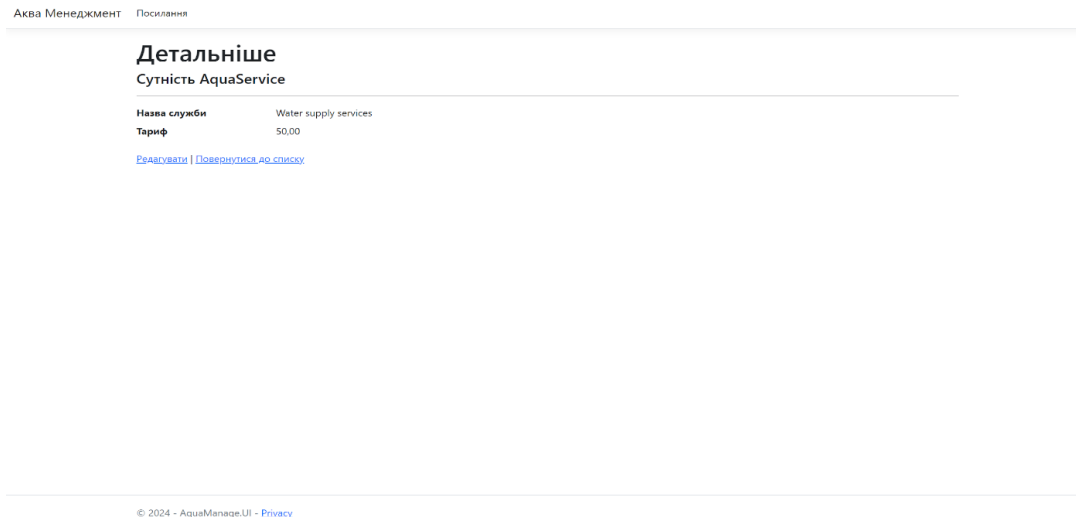 Аква Менеджмент Посилання
Детальніше
Сутність AquaService
Назва служби Water supply services
Тариф 50,00
Редагувати | Повернутися до списку
© 2024 - AquaManage.UI - Privacy